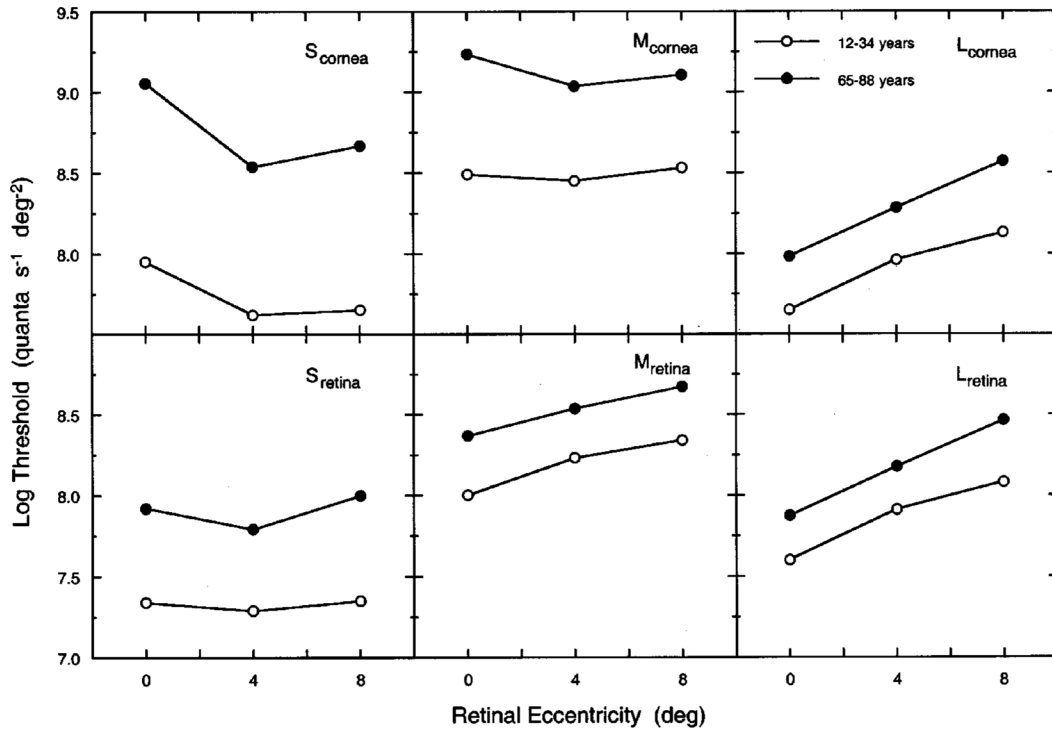 9.5
9.0
8.5
8.0
8.5
8.0
7.5
7.0
Log Threshold (quanta s-1 deg-2)
Scornea
Mcornea
Lcornea
12-34 years
65-88 years
Sretina
Mretina
Lretina
0 4 8 0 4 8 0 4 8
Retinal Eccentricity (deg)